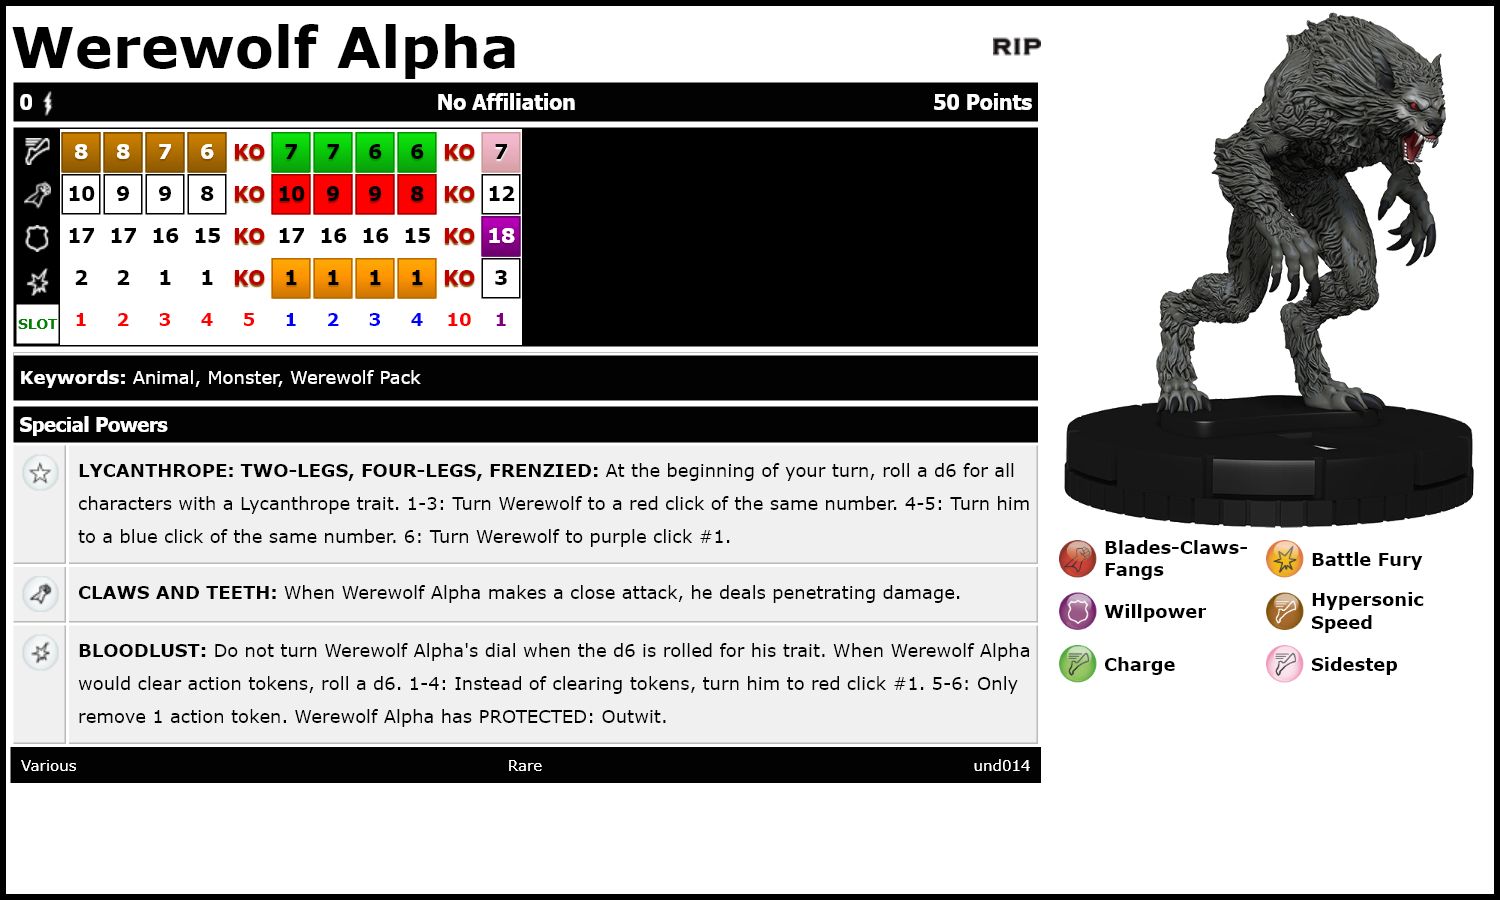 Werewolf Alpha
RIP
0 No Affiliation 50 Points
8 8 7 6 KO 7 7 6 6 KO 7
10 9 9 8 KO 10 9 9 8 KO 12
17 17 16 15 KO 17 16 16 15 KO 18
2 2 1 1 KO 1 1 1 1 KO 3
SLOT 1 2 3 4 5 1 2 3 4 10 1
Keywords: Animal, Monster, Werewolf Pack
Special Powers
LYCANTHROPE: TWO-LEGS, FOUR-LEGS, FRENZIED: At the beginning of your turn, roll a d6 for all
characters with a Lycanthrope trait. 1-3: Turn Werewolf to a red click of the same number. 4-5: Turn him
to a blue click of the same number. 6: Turn Werewolf to purple click #1.
CLAWS AND TEETH: When Werewolf Alpha makes a close attack, he deals penetrating damage.
BLOODLUST: Do not turn Werewolf Alpha's dial when the d6 is rolled for his trait. When Werewolf Alpha
would clear action tokens, roll a d6. 1-4: Instead of clearing tokens, turn him to red click #1. 5-6: Only
remove 1 action token. Werewolf Alpha has PROTECTED: Outwit.
Various Rare und014
Blades-Claws-
Fangs
Battle Fury
Willpower
Hypersonic
Speed
Charge
Sidestep